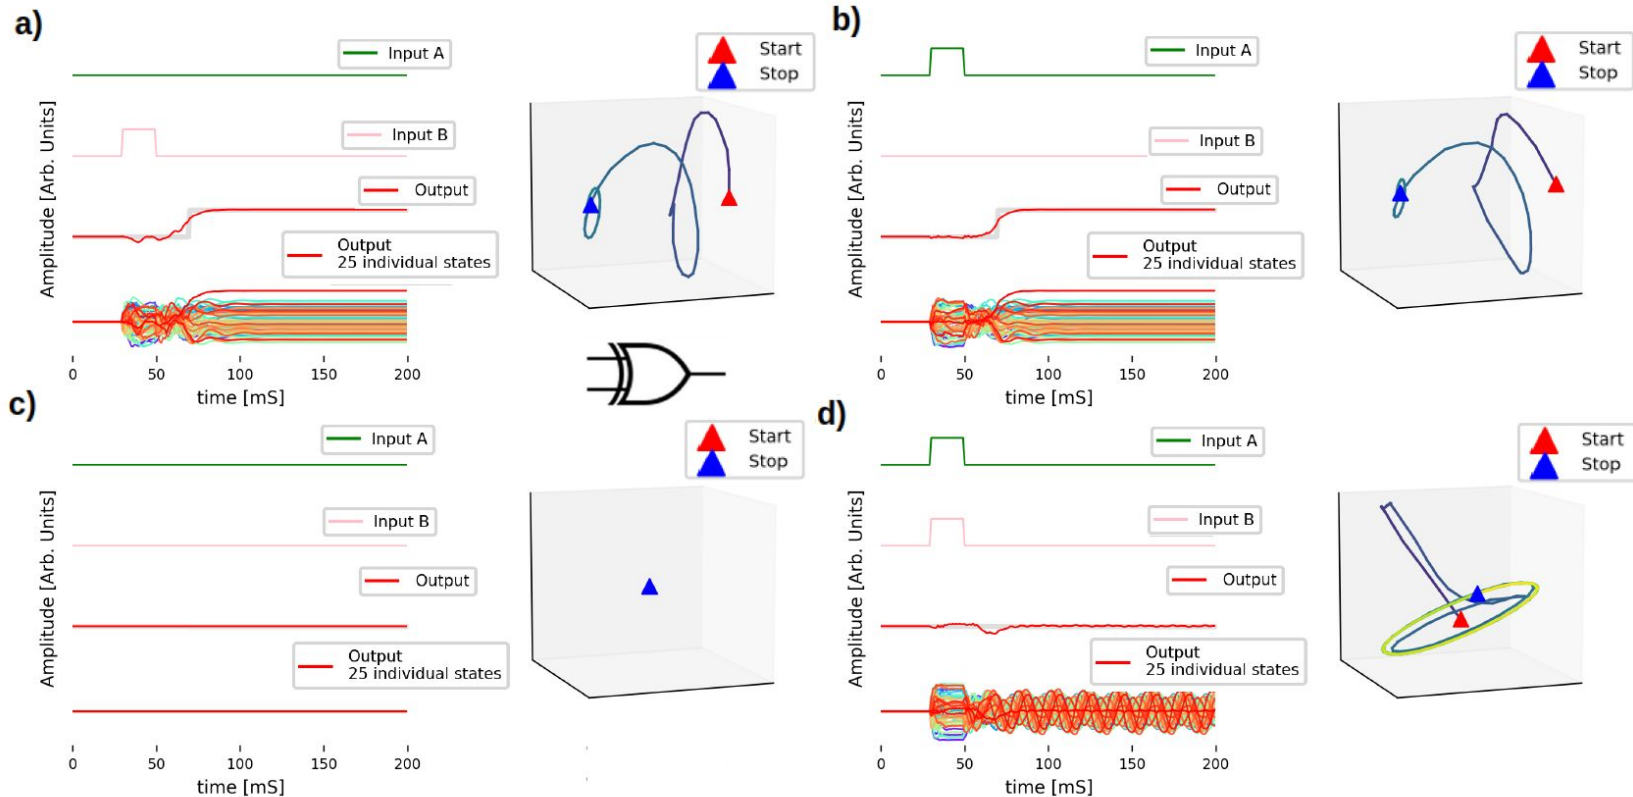 a)
Input A
Input B
Output
Output
25 individual states
Amplitude [Arb. Units]
0 50 100 150 200
time [mS]
Start
Stop
b)
Input A
Input B
Output
Output
25 individual states
Amplitude [Arb. Units]
0 50 100 150 200
time [mS]
Start
Stop
c)
Input A
Input B
Output
Output
25 individual states
Amplitude [Arb. Units]
0 50 100 150 200
time [mS]
Start
Stop
d)
Input A
Input B
Output
Output
25 individual states
Amplitude [Arb. Units]
0 50 100 150 200
time [mS]
Start
Stop